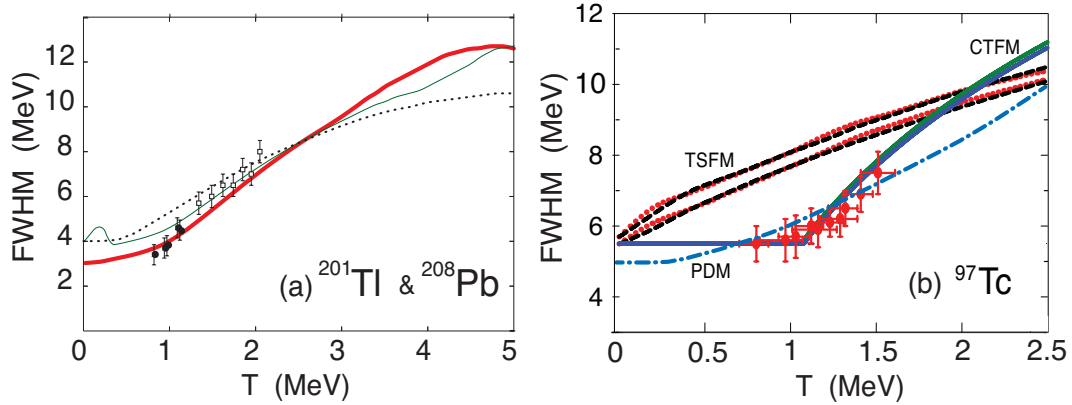 12
10
8
6
4
2
FWHM (MeV)
0 1 2 3 4 5
T (MeV)
(a) ²⁰¹Tl & ²⁰⁸Pb
12
10
8
6
4
FWHM (MeV)
CTFM
TSFM
PDM
(b) ⁹⁷Tc
0 0.5 1 1.5 2 2.5
T (MeV)